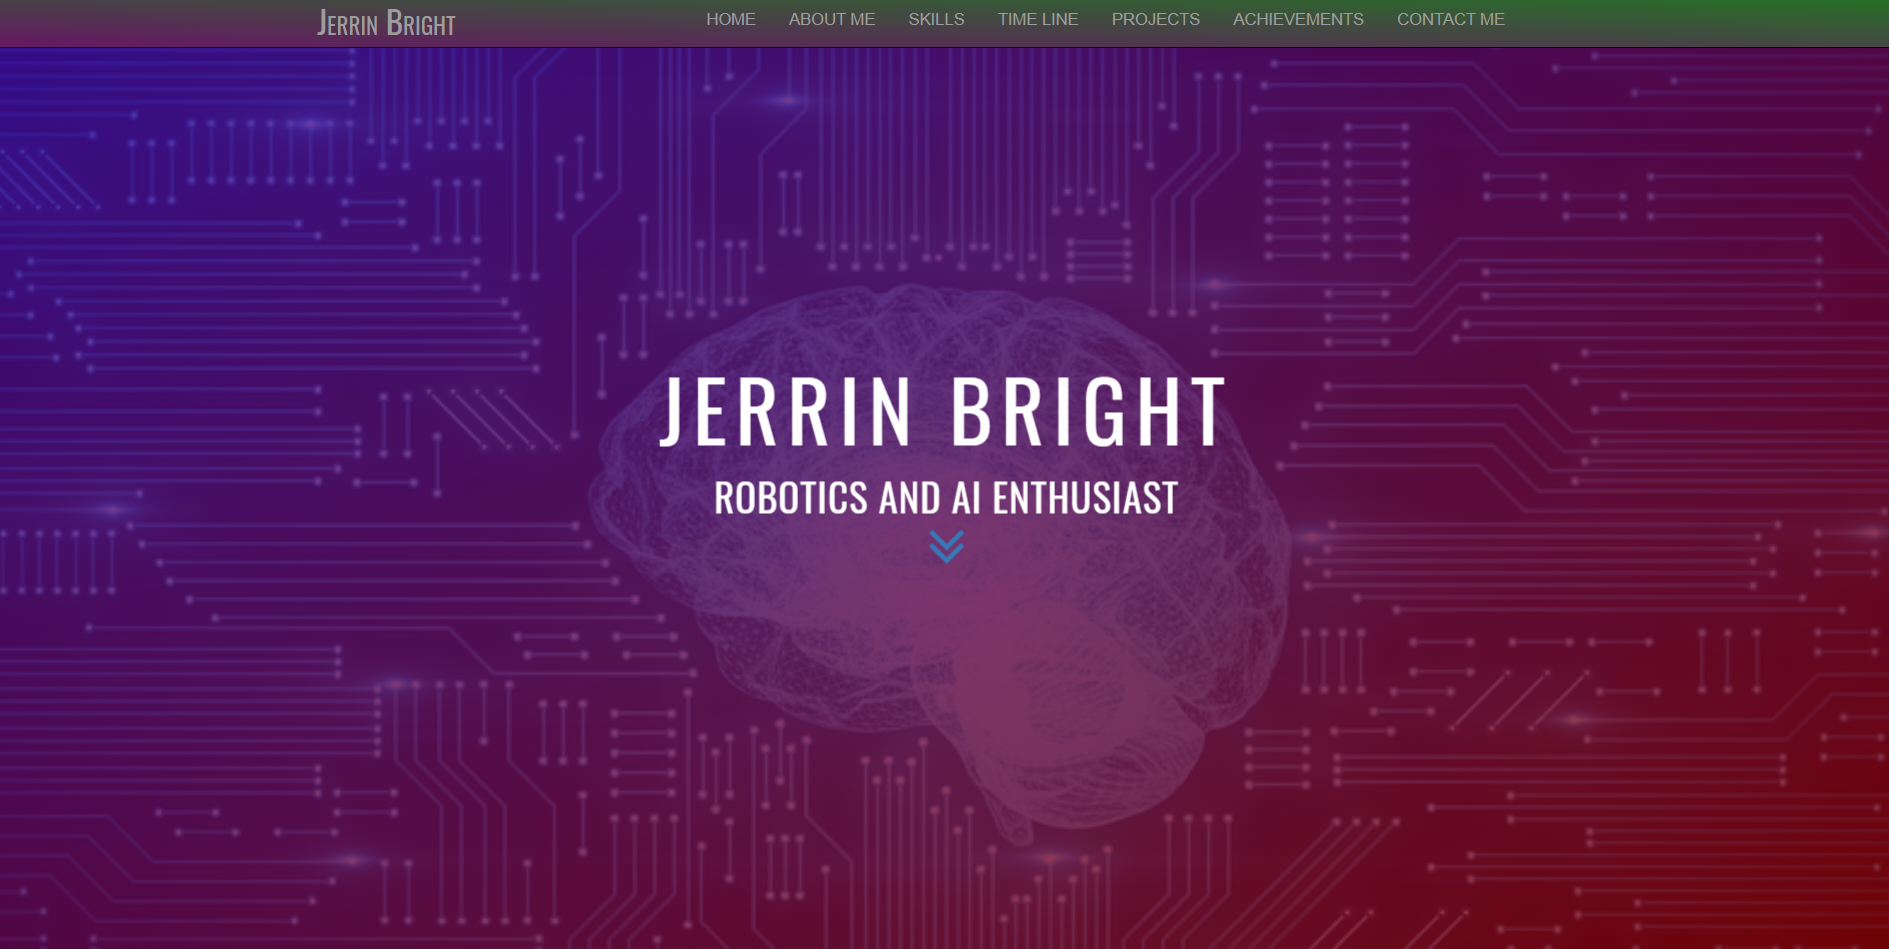 Jerrin Bright
HOME ABOUT ME SKILLS TIME LINE PROJECTS ACHIEVEMENTS CONTACT ME
JERRIN BRIGHT
ROBOTICS AND AI ENTHUSIAST